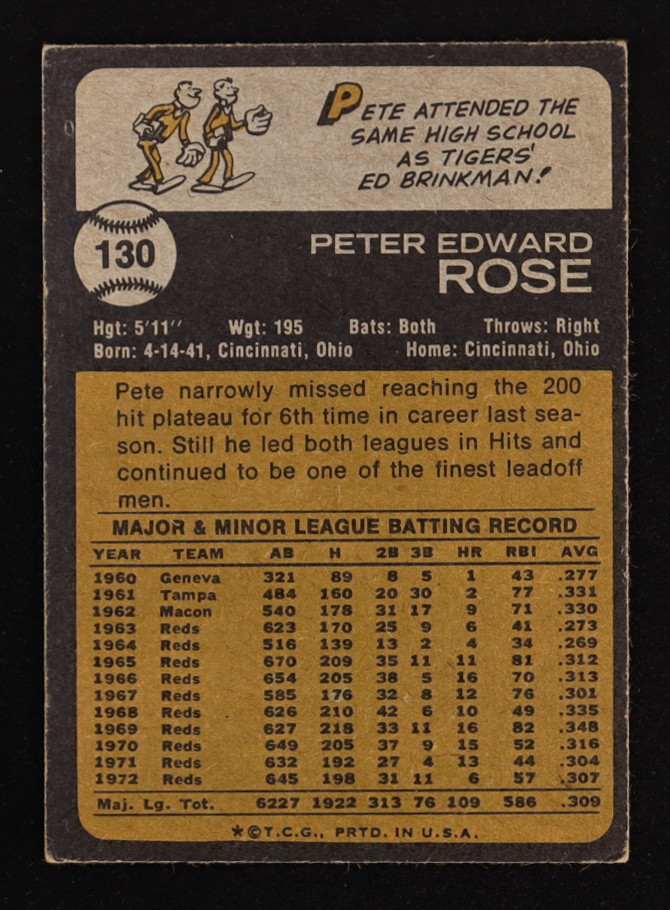 PETE ATTENDED THE
SAME HIGH SCHOOL
AS TIGERS'
ED BRINKMAN!
130
PETER EDWARD
ROSE
Hgt: 5'11'' Wgt: 195 Bats: Both Throws: Right
Born: 4-14-41, Cincinnati, Ohio Home: Cincinnati, Ohio
Pete narrowly missed reaching the 200
hit plateau for 6th time in career last sea-
son. Still he led both leagues in Hits and
continued to be one of the finest leadoff
men.
MAJOR & MINOR LEAGUE BATTING RECORD
YEAR TEAM AB H 2B 3B HR RBI AVG
1960 Geneva 321 89 8 5 1 43 .277
1961 Tampa 484 160 20 30 2 77 .331
1962 Macon 540 178 31 17 9 71 .330
1963 Reds 623 170 25 9 6 41 .273
1964 Reds 516 139 13 2 4 34 .269
1965 Reds 670 209 35 11 11 81 .312
1966 Reds 654 205 38 5 16 70 .313
1967 Reds 585 176 32 8 12 76 .301
1968 Reds 626 210 42 6 10 49 .335
1969 Reds 627 218 33 11 16 82 .348
1970 Reds 649 205 37 9 15 52 .316
1971 Reds 632 192 27 4 13 44 .304
1972 Reds 645 198 31 11 6 57 .307
Maj. Lg. Tot. 6227 1922 313 76 109 586 .309
*©T.C.G., PRTD. IN U.S.A.